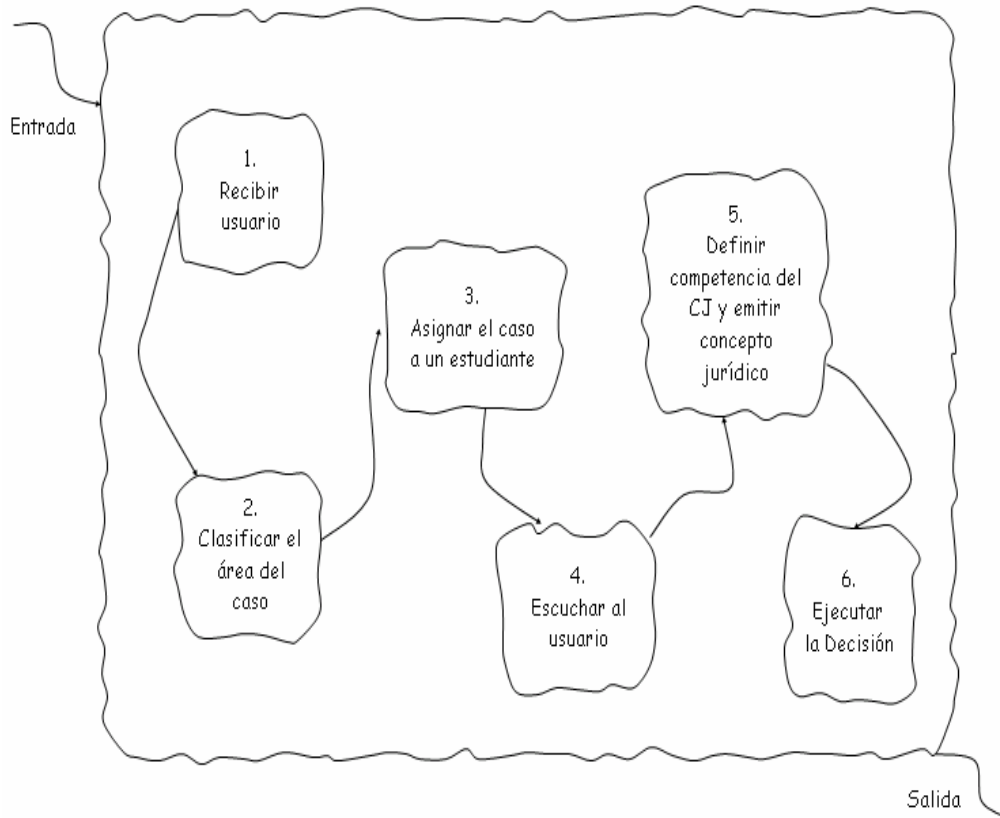 Entrada
1.
Recibir
usuario
2.
Clasificar el
área del
caso
3.
Asignar el caso
a un estudiante
4.
Escuchar al
usuario
5.
Definir
competencia del
CJ y emitir
concepto
jurídico
6.
Ejecutar
la Decisión
Salida